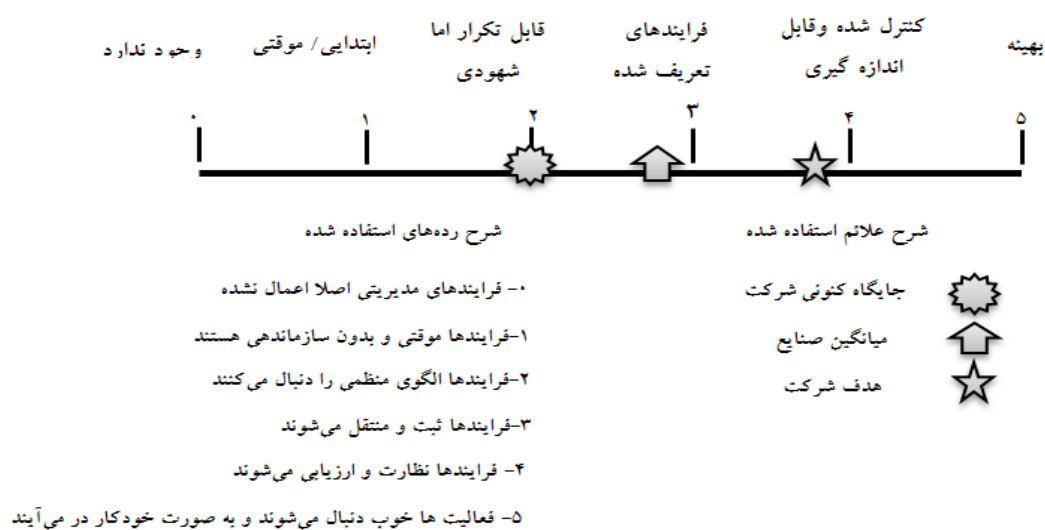 وجود ندارد
ابتدایی/ موقتی
قابل تکرار اما
شهودی
فرایندهای
تعریف شده
کنترل شده وقابل
اندازه گیری
بهینه
۰ ۱ ۲ ۳ ۴ ۵
شرح علائم استفاده شده
جایگاه کنونی شرکت
میانگین صنایع
هدف شرکت
شرح رده‌های استفاده شده
۰- فرایندهای مدیریتی اصلا اعمال نشده
۱-فرایندها موقتی و بدون سازماندهی هستند
۲-فرایندها الگوی منظمی را دنبال می‌کنند
۳-فرایندها ثبت و منتقل می‌شوند
۴- فرایندها نظارت و ارزیابی می‌شوند
۵- فعالیت ها خوب دنبال می‌شوند و به صورت خودکار در می‌آیند